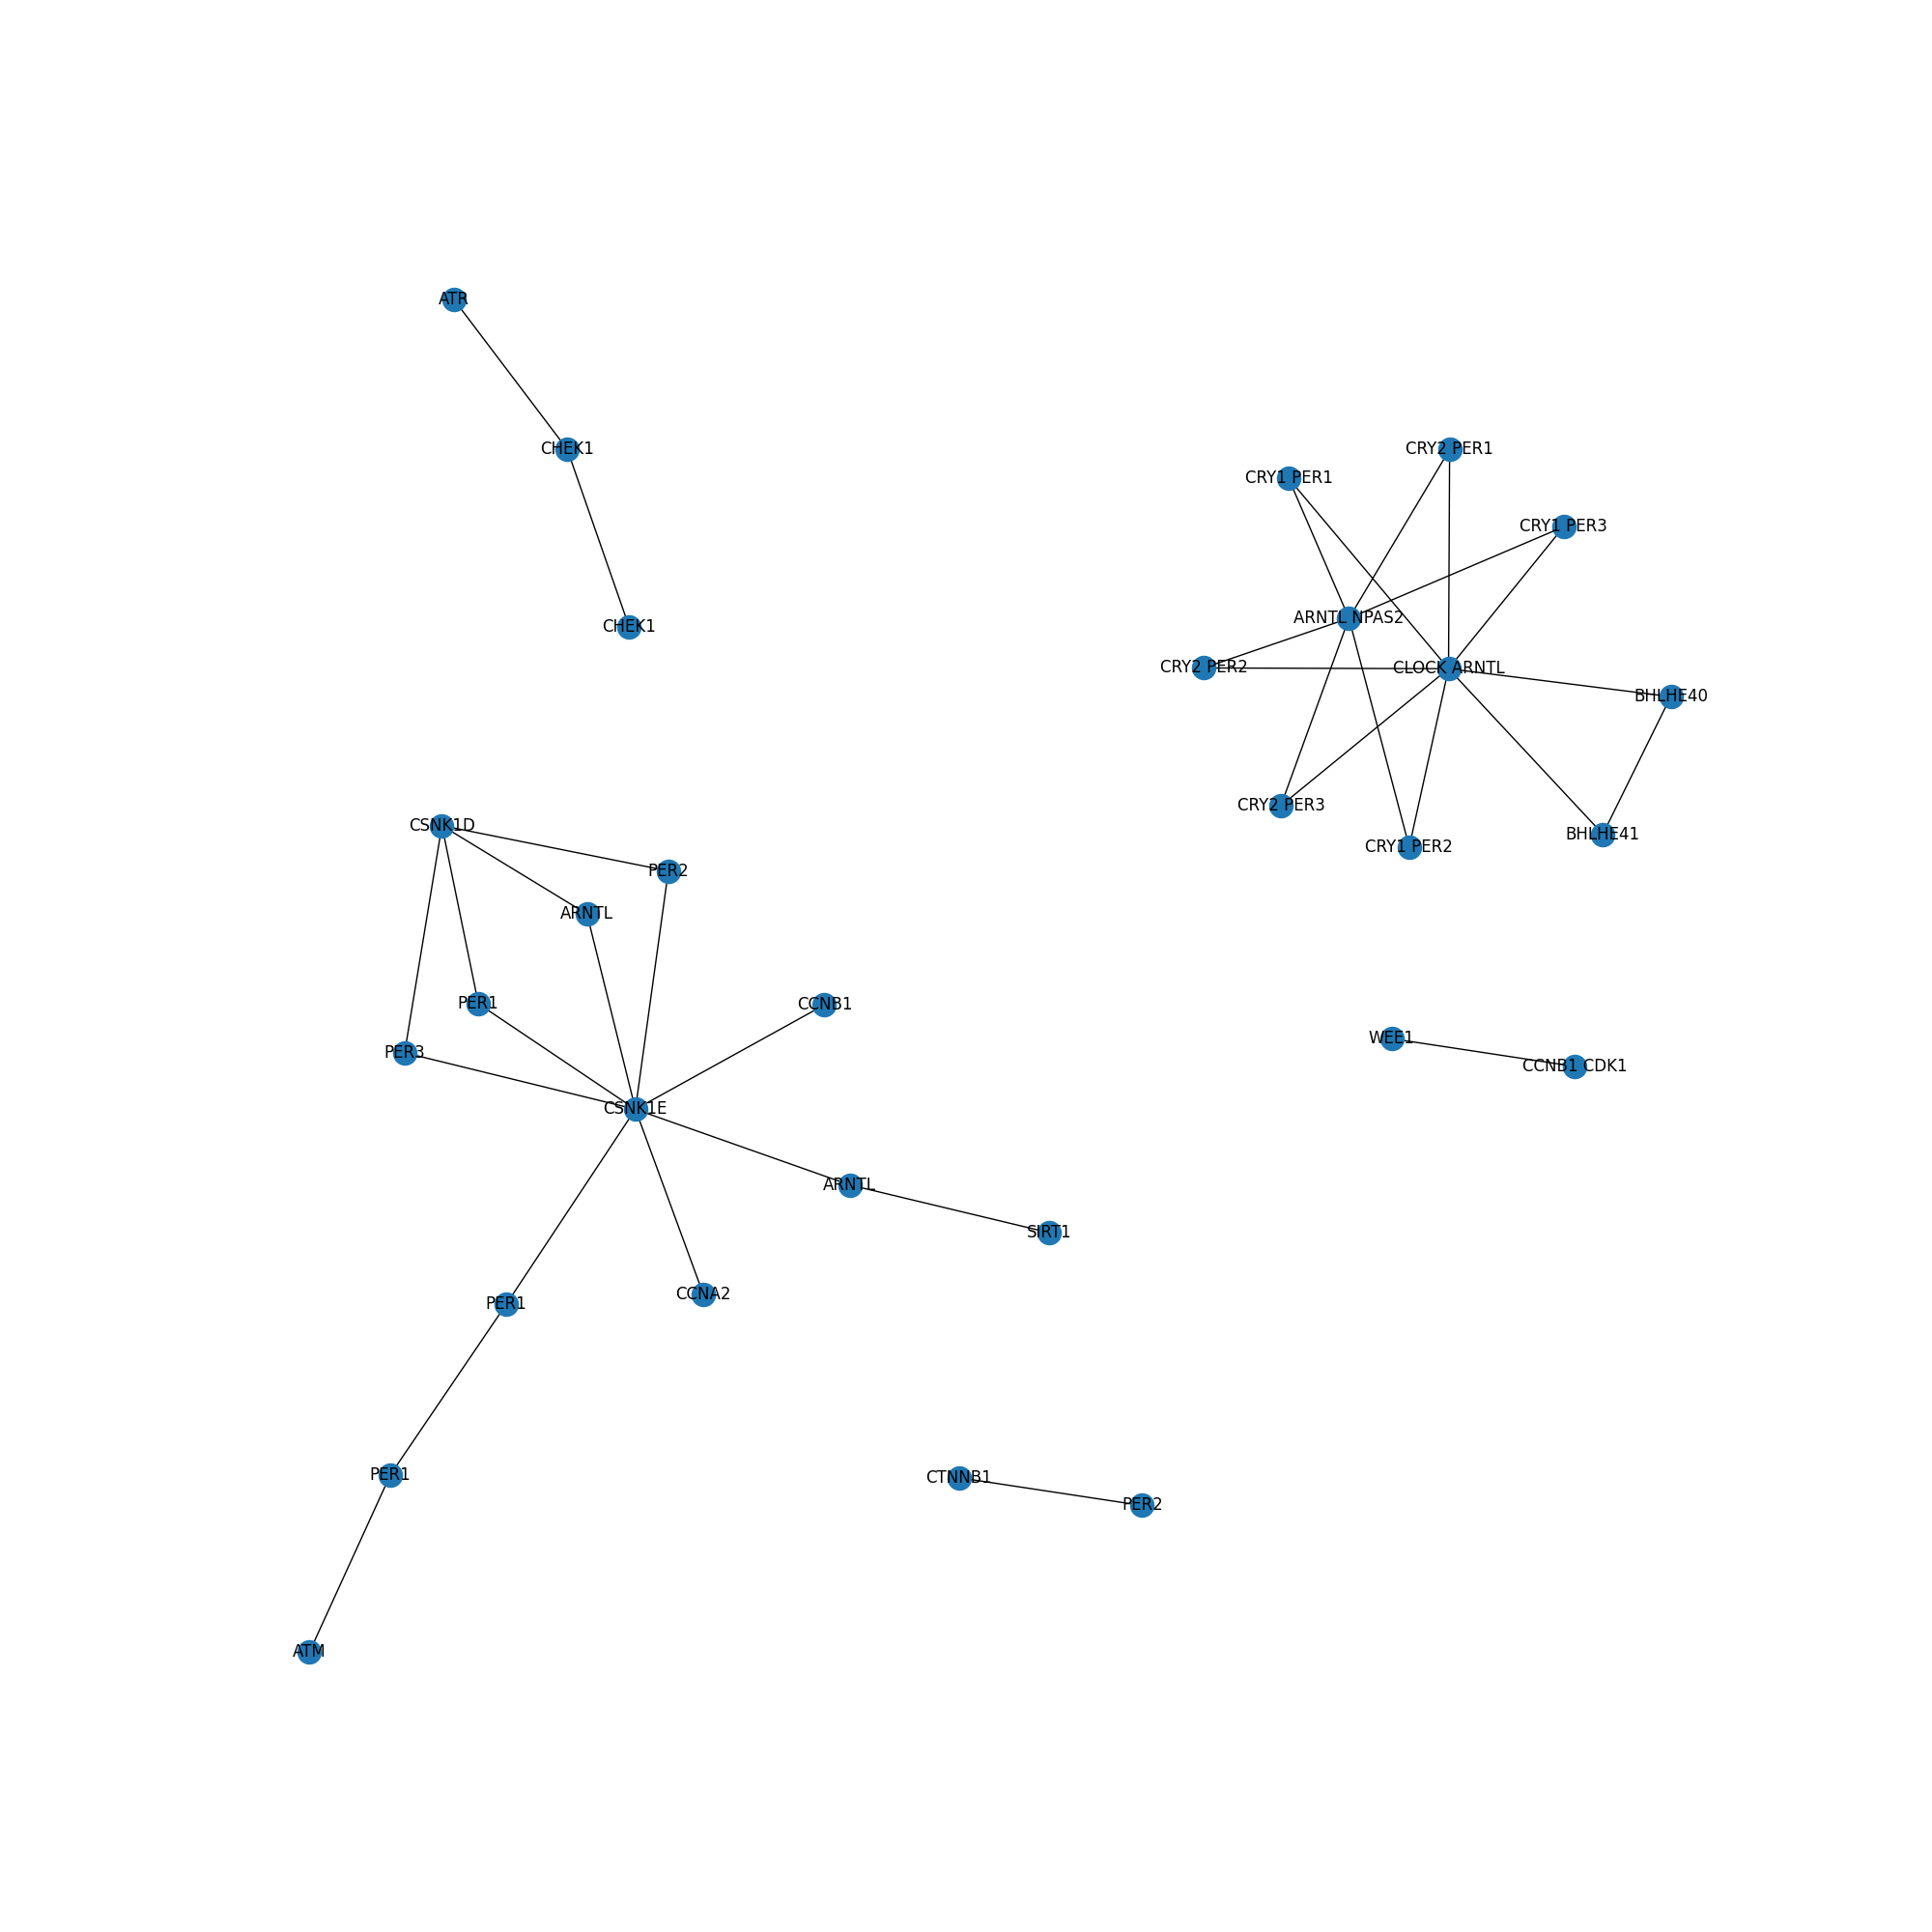 ATR
CHEK1
CRY2 PER1
CRY1 PER1
CRY1 PER3
ARNTL NPAS2
CHEK1
CRY2 PER2
CLOCK ARNTL
BHLHE40
CRY2 PER3
CSNK1D
BHLHE41
CRY1 PER2
PER2
ARNTL
PER1
CCNB1
WEE1
PER3
CCNB1 CDK1
CSNK1E
ARNTL
SIRT1
CCNA2
PER1
PER1
CTNNB1
PER2
ATM